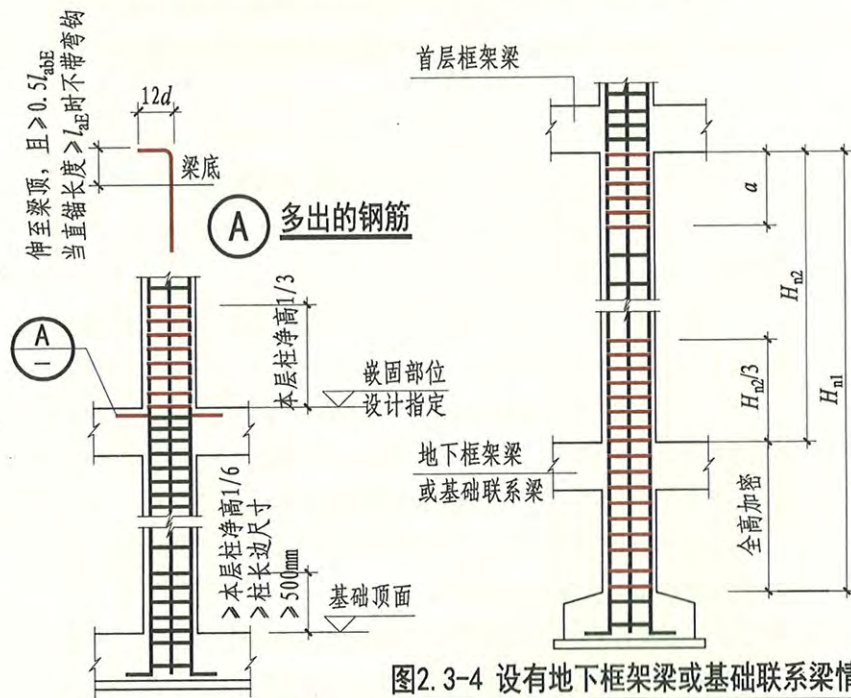 伸至梁顶，且≥0.5labE
当直锚长度≥laE时不带弯钩
12d
梁底
A 多出的钢筋
A
本层柱净高1/3
嵌固部位
设计指定
≥本层柱净高1/6
≥柱长边尺寸
≥500mm
基础顶面
首层框架梁
a
Hn2
Hn1
Hn2/3
地下框架梁
或基础联系梁
全高加密
图2.3-4 设有地下框架梁或基础联系梁情